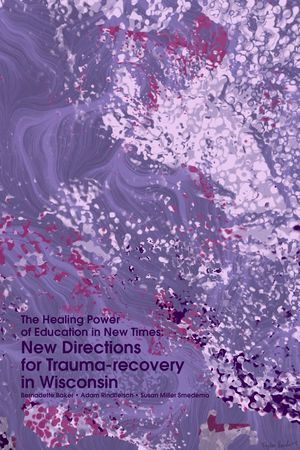 The Healing Power
of Education in New Times:
New Directions
for Trauma-recovery
in Wisconsin
Bernadette Baker • Adam Rindfleisch • Susan Miller Smedema